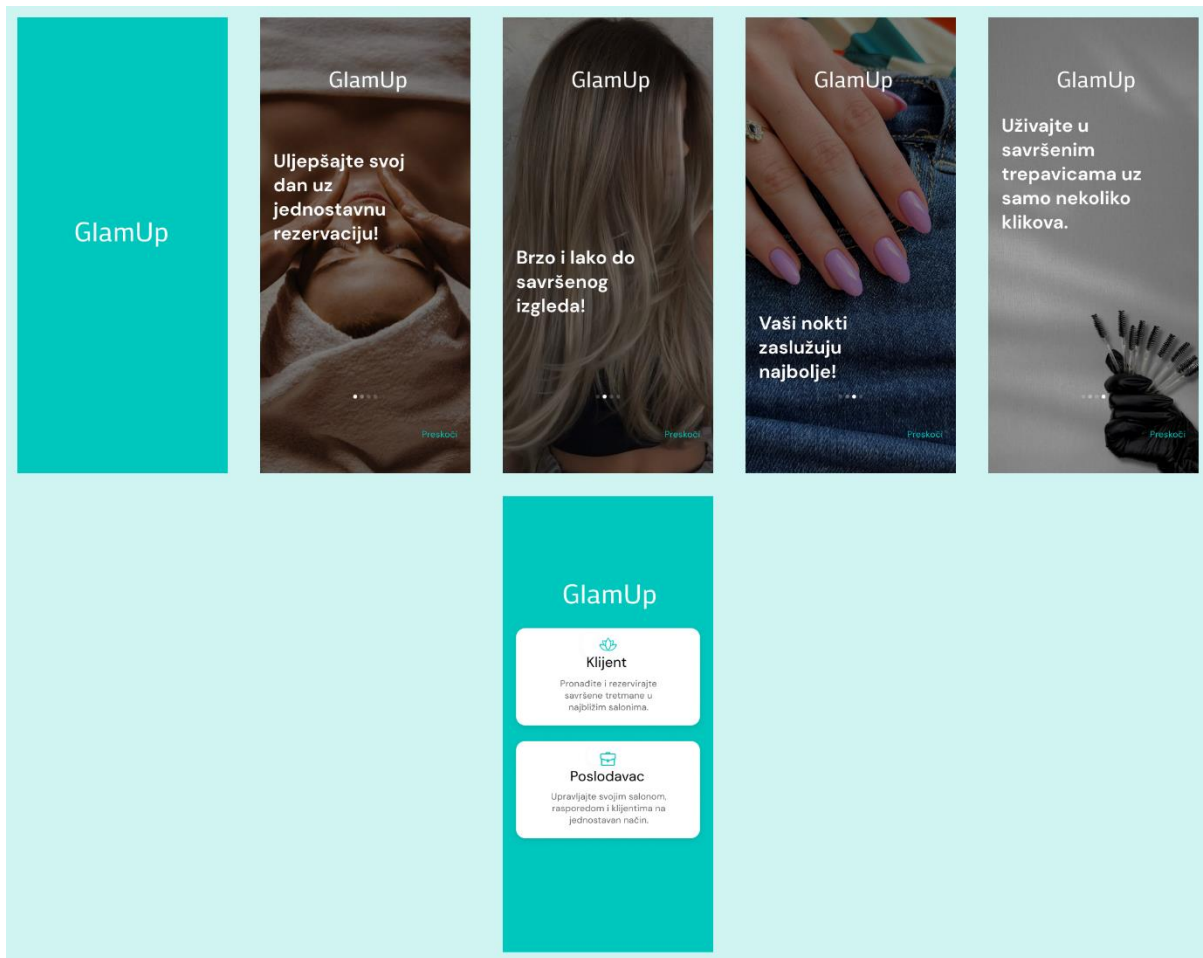 GlamUp
GlamUp
Uljepšajte svoj
dan uz
jednostavnu
rezervaciju!
Preskoči
GlamUp
Brzo i lako do
savršenog
izgleda!
Preskoči
GlamUp
Vaši nokti
zaslužuju
najbolje!
Preskoči
GlamUp
Uživajte u
savršenim
trepavicama uz
samo nekoliko
klikova.
Preskoči
GlamUp
Klijent
Pronađite i rezervirajte
savršene tretmane u
najbližim salonima.
Poslodavac
Upravljajte svojim salonom,
rasporedom i klijentima na
jednostavan način.